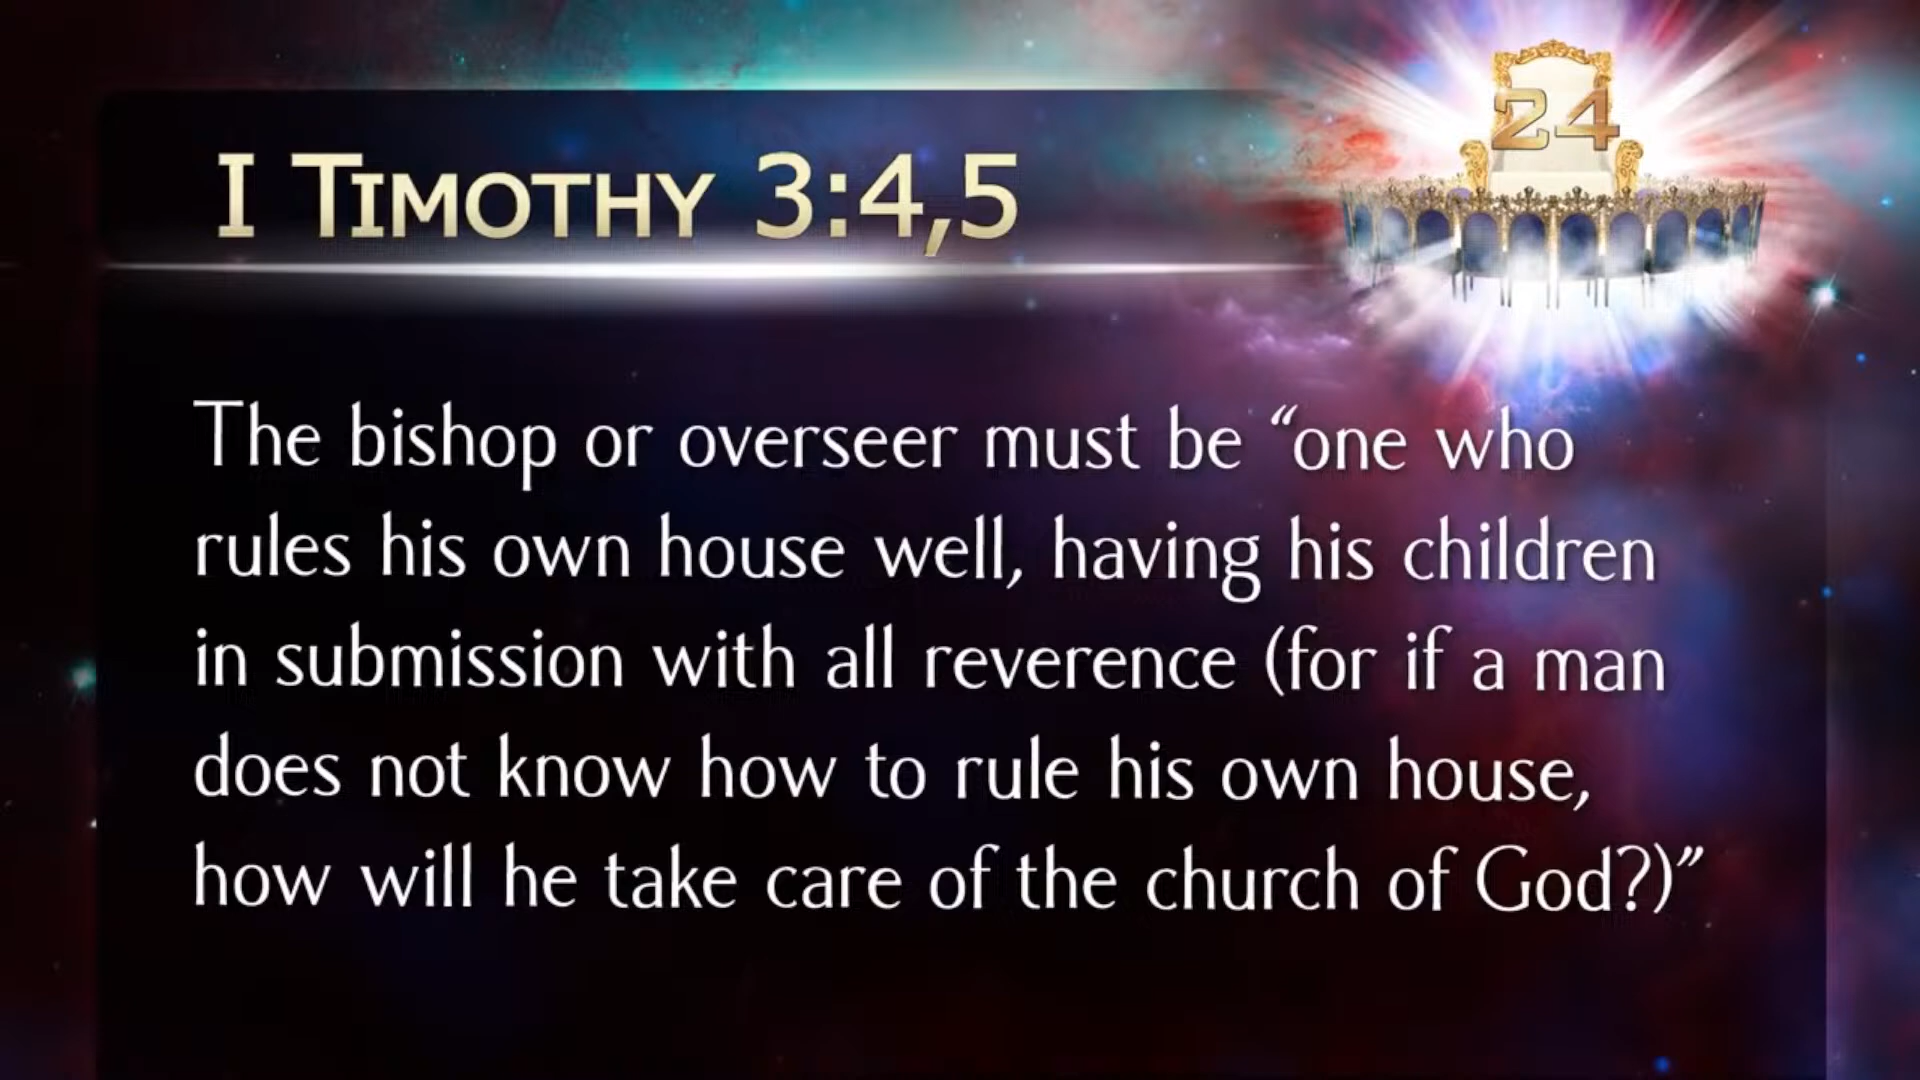 24
I Timothy 3:4,5
The bishop or overseer must be “one who
rules his own house well, having his children
in submission with all reverence (for if a man
does not know how to rule his own house,
how will he take care of the church of God?)”